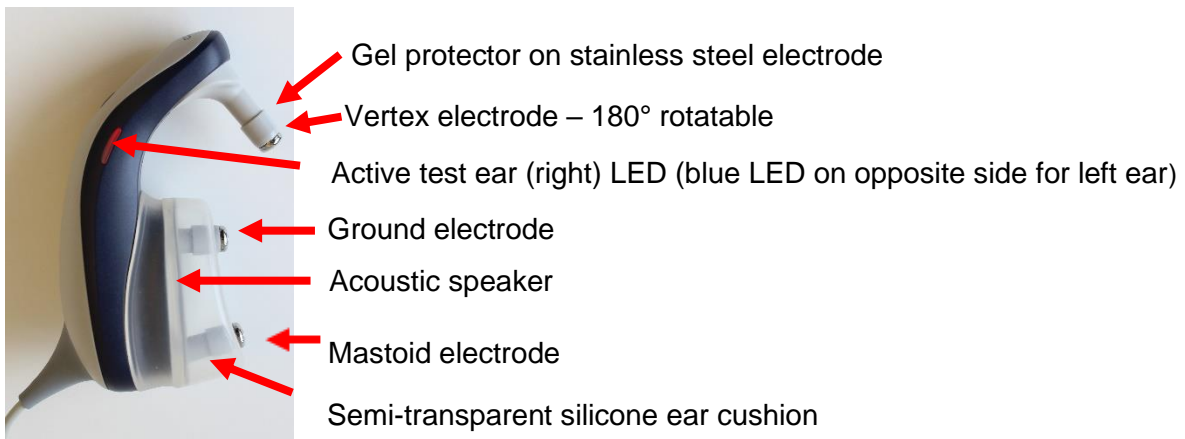 Gel protector on stainless steel electrode
Vertex electrode – 180° rotatable
Active test ear (right) LED (blue LED on opposite side for left ear)
Ground electrode
Acoustic speaker
Mastoid electrode
Semi-transparent silicone ear cushion